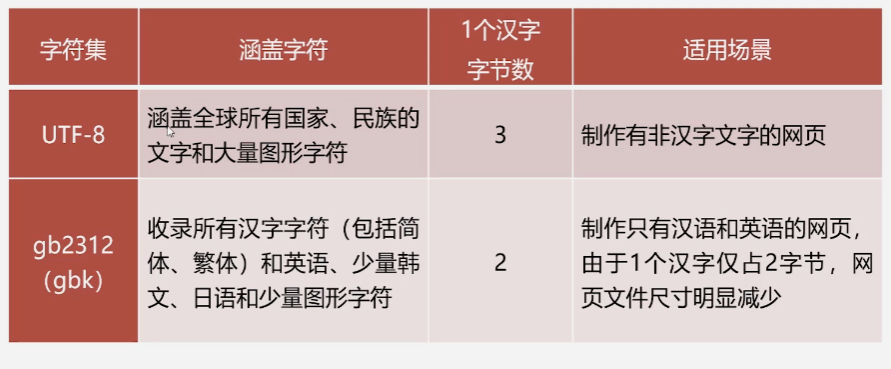 字符集
涵盖字符
1个汉字
字节数
适用场景
UTF-8
涵盖全球所有国家、民族的
文字和大量图形字符
3
制作有非汉字文字的网页
gb2312
（gbk）
收录所有汉字字符（包括简
体、繁体）和英语、少量韩
文、日语和少量图形字符
2
制作只有汉语和英语的网页，
由于1个汉字仅占2字节，网
页文件尺寸明显减少